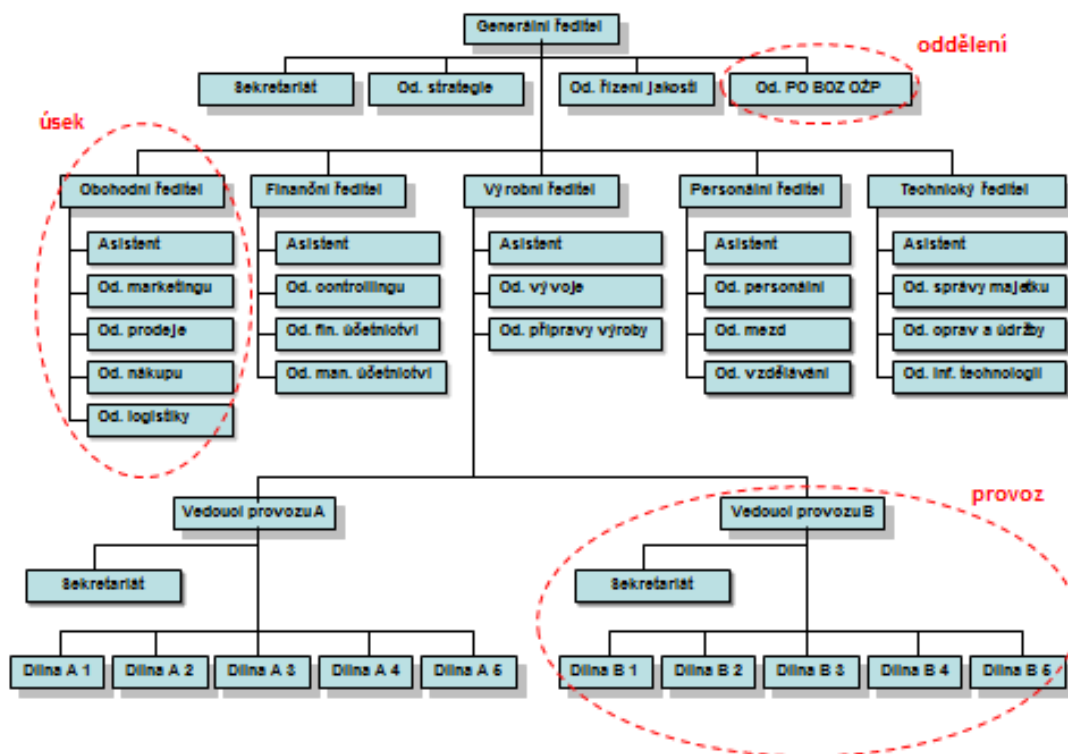 Generální ředitel
oddělení
Sekretariát
Od. strategie
Od. řízení jakosti
Od. PO BOZ OŽP
úsek
Obchodní ředitel
Finanční ředitel
Výrobní ředitel
Personální ředitel
Technický ředitel
Asistent
Asistent
Asistent
Asistent
Asistent
Od. marketingu
Od. controllingu
Od. vývoje
Od. personální
Od. správy majetku
Od. prodeje
Od. fin. účetnictví
Od. přípravy výroby
Od. mezd
Od. oprav a údržby
Od. nákupu
Od. man. účetnictví
Od. vzdělávání
Od. inf. technologií
Od. logistiky
provoz
Vedoucí provozu A
Vedoucí provozu B
Sekretariát
Sekretariát
Dílna A 1
Dílna A 2
Dílna A 3
Dílna A 4
Dílna A 5
Dílna B 1
Dílna B 2
Dílna B 3
Dílna B 4
Dílna B 5